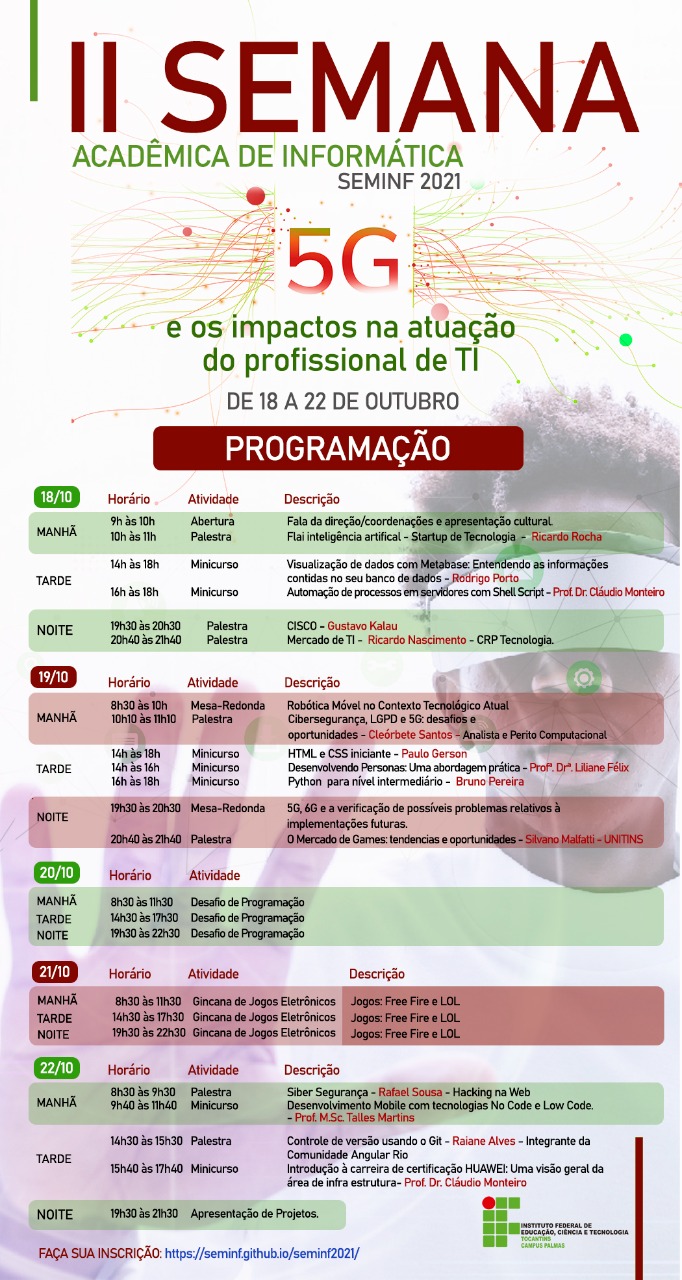 II SEMANA
ACADÊMICA DE INFORMÁTICA
SEMINF 2021
5G
e os impactos na atuação
do profissional de TI
DE 18 A 22 DE OUTUBRO
PROGRAMAÇÃO
18/10 Horário Atividade Descrição
MANHÃ
9h às 10h Abertura Fala da direção/coordenações e apresentação cultural.
10h às 11h Palestra Flai inteligência artifical - Startup de Tecnologia - Ricardo Rocha
TARDE
14h às 18h Minicurso Visualização de dados com Metabase: Entendendo as informações
contidas no seu banco de dados - Rodrigo Porto
16h às 18h Minicurso Automação de processos em servidores com Shell Script - Prof. Dr. Cláudio Monteiro
NOITE
19h30 às 20h30 Palestra CISCO - Gustavo Kalau
20h40 às 21h40 Palestra Mercado de TI - Ricardo Nascimento - CRP Tecnologia.
19/10 Horário Atividade Descrição
MANHÃ
8h30 às 10h Mesa-Redonda Robótica Móvel no Contexto Tecnológico Atual
10h10 às 11h10 Palestra Cibersegurança, LGPD e 5G: desafios e
oportunidades - Cleórbete Santos - Analista e Perito Computacional
TARDE
14h às 18h Minicurso HTML e CSS iniciante - Paulo Gerson
14h às 16h Minicurso Desenvolvendo Personas: Uma abordagem prática - Profª. Drª. Liliane Félix
16h às 18h Minicurso Python para nível intermediário - Bruno Pereira
NOITE
19h30 às 20h30 Mesa-Redonda 5G, 6G e a verificação de possíveis problemas relativos à
implementações futuras.
20h40 às 21h40 Palestra O Mercado de Games: tendencias e oportunidades - Silvano Malfatti - UNITINS
20/10 Horário Atividade
MANHÃ 8h30 às 11h30 Desafio de Programação
TARDE 14h30 às 17h30 Desafio de Programação
NOITE 19h30 às 22h30 Desafio de Programação
21/10 Horário Atividade Descrição
MANHÃ 8h30 às 11h30 Gincana de Jogos Eletrônicos Jogos: Free Fire e LOL
TARDE 14h30 às 17h30 Gincana de Jogos Eletrônicos Jogos: Free Fire e LOL
NOITE 19h30 às 22h30 Gincana de Jogos Eletrônicos Jogos: Free Fire e LOL
22/10 Horário Atividade Descrição
MANHÃ
8h30 às 9h30 Palestra Siber Segurança - Rafael Sousa - Hacking na Web
9h40 às 11h40 Minicurso Desenvolvimento Mobile com tecnologias No Code e Low Code.
- Prof. M.Sc. Talles Martins
TARDE
14h30 às 15h30 Palestra Controle de versão usando o Git - Raiane Alves - Integrante da
Comunidade Angular Rio
15h40 às 17h40 Minicurso Introdução à carreira de certificação HUAWEI: Uma visão geral da
área de infra estrutura- Prof. Dr. Cláudio Monteiro
NOITE 19h30 às 21h30 Apresentação de Projetos.
INSTITUTO FEDERAL DE
EDUCAÇÃO, CIÊNCIA E TECNOLOGIA
TOCANTINS
CAMPUS PALMAS
FAÇA SUA INSCRIÇÃO: https://seminf.github.io/seminf2021/